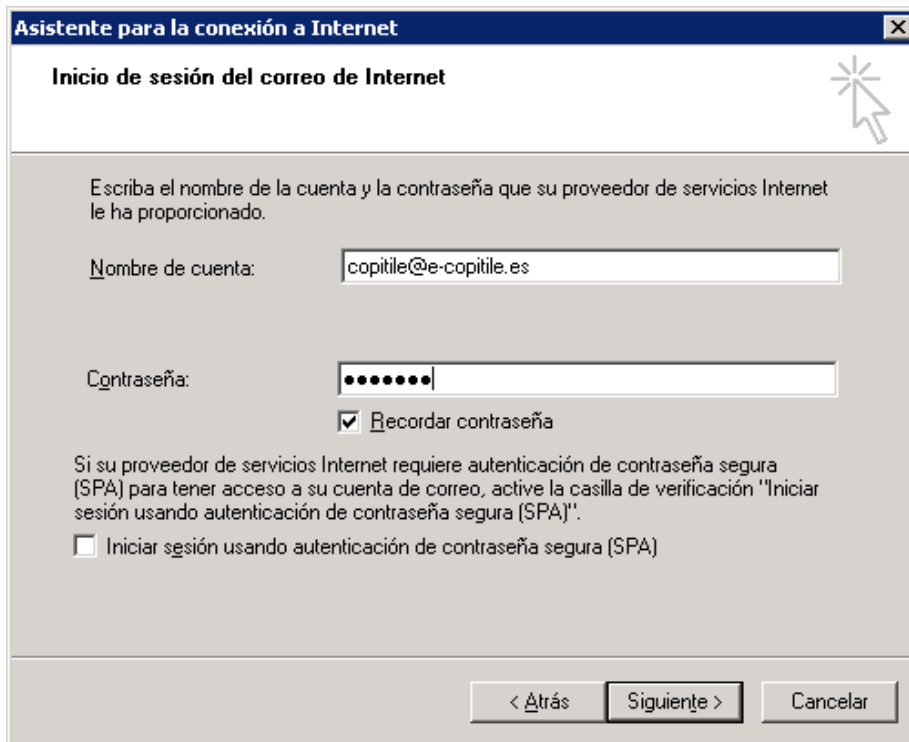 Asistente para la conexión a Internet
Inicio de sesión del correo de Internet
Escriba el nombre de la cuenta y la contraseña que su proveedor de servicios Internet
le ha proporcionado.
Nombre de cuenta: copitile@e-copitile.es
Contraseña: ●●●●●●●
Recordar contraseña
Si su proveedor de servicios Internet requiere autenticación de contraseña segura
(SPA) para tener acceso a su cuenta de correo, active la casilla de verificación "Iniciar
sesión usando autenticación de contraseña segura (SPA)".
Iniciar sesión usando autenticación de contraseña segura (SPA)
< Atrás Siguiente > Cancelar